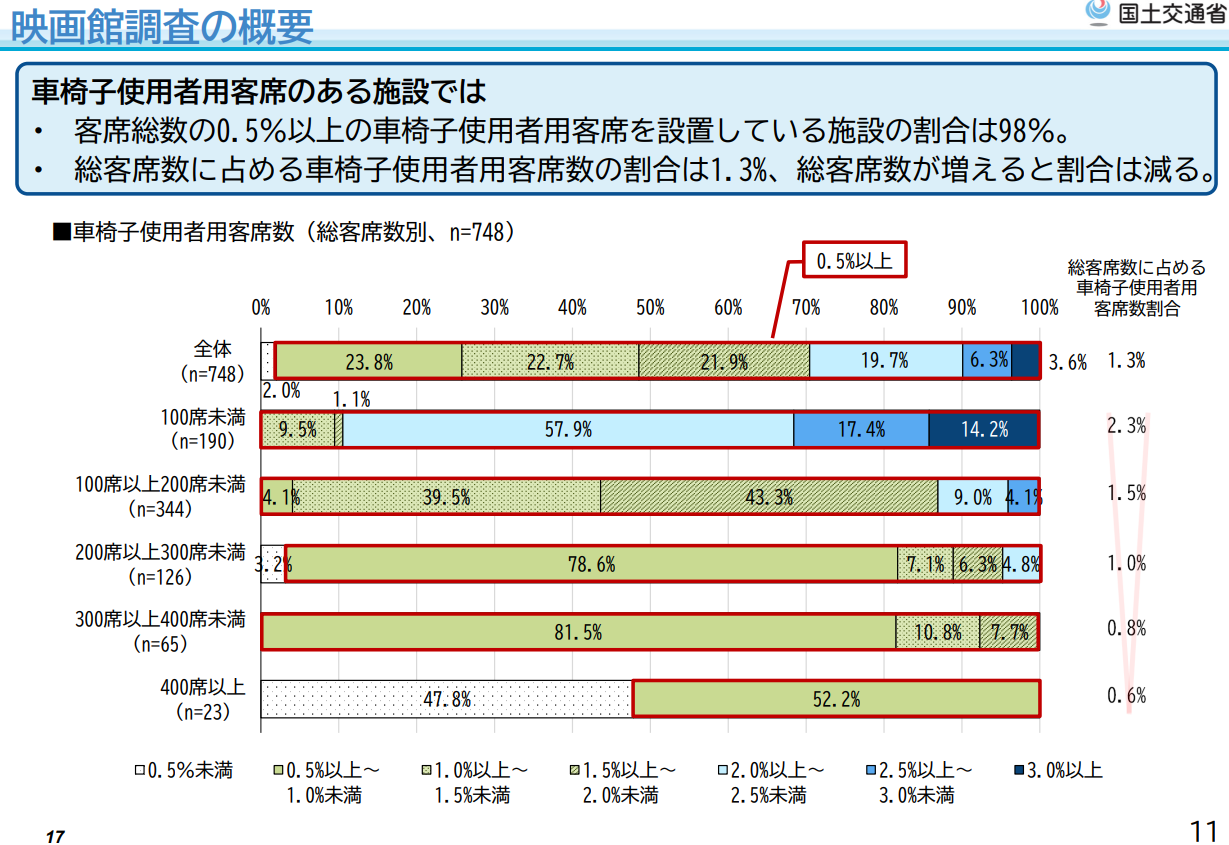 映画館調査の概要
国土交通省
車椅子使用者用客席のある施設では
・ 客席総数の0.5%以上の車椅子使用者用客席を設置している施設の割合は98%。
・ 総客席数に占める車椅子使用者用客席数の割合は1.3%、総客席数が増えると割合は減る。
■車椅子使用者用客席数（総客席数別、n=748）
0.5%以上
総客席数に占める
車椅子使用者用
客席数割合
0% 10% 20% 30% 40% 50% 60% 70% 80% 90% 100%
全体
（n=748）
23.8% 22.7% 21.9% 19.7% 6.3% 3.6% 1.3%
2.0%
1.1%
100席未満
（n=190）
9.5% 57.9% 17.4% 14.2% 2.3%
100席以上200席未満
（n=344）
4.1% 39.5% 43.3% 9.0% 4.1% 1.5%
200席以上300席未満
（n=126）
3.2% 78.6% 7.1% 6.3% 4.8% 1.0%
300席以上400席未満
（n=65）
81.5% 10.8% 7.7% 0.8%
400席以上
（n=23）
47.8% 52.2% 0.6%
0.5%未満
0.5%以上～
1.0%未満
1.0%以上～
1.5%未満
1.5%以上～
2.0%未満
2.0%以上～
2.5%未満
2.5%以上～
3.0%未満
3.0%以上
17
11